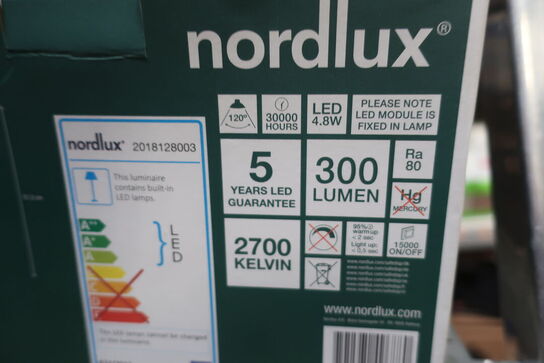 nordlux®
120°
30000
HOURS
LED
4.8W
PLEASE NOTE
LED MODULE IS
FIXED IN LAMP
nordlux® 2018128003
This luminaire
contains built-in
LED lamps.
A++
A+
A
B
C
D
E
L
E
D
5
YEARS LED
GUARANTEE
300
LUMEN
Ra
80
Hg
MERCURY
2700
KELVIN
95%
warm up:
< 2 sec
Light up:
< 0,5 sec
15000
ON/OFF
www.nordlux.com